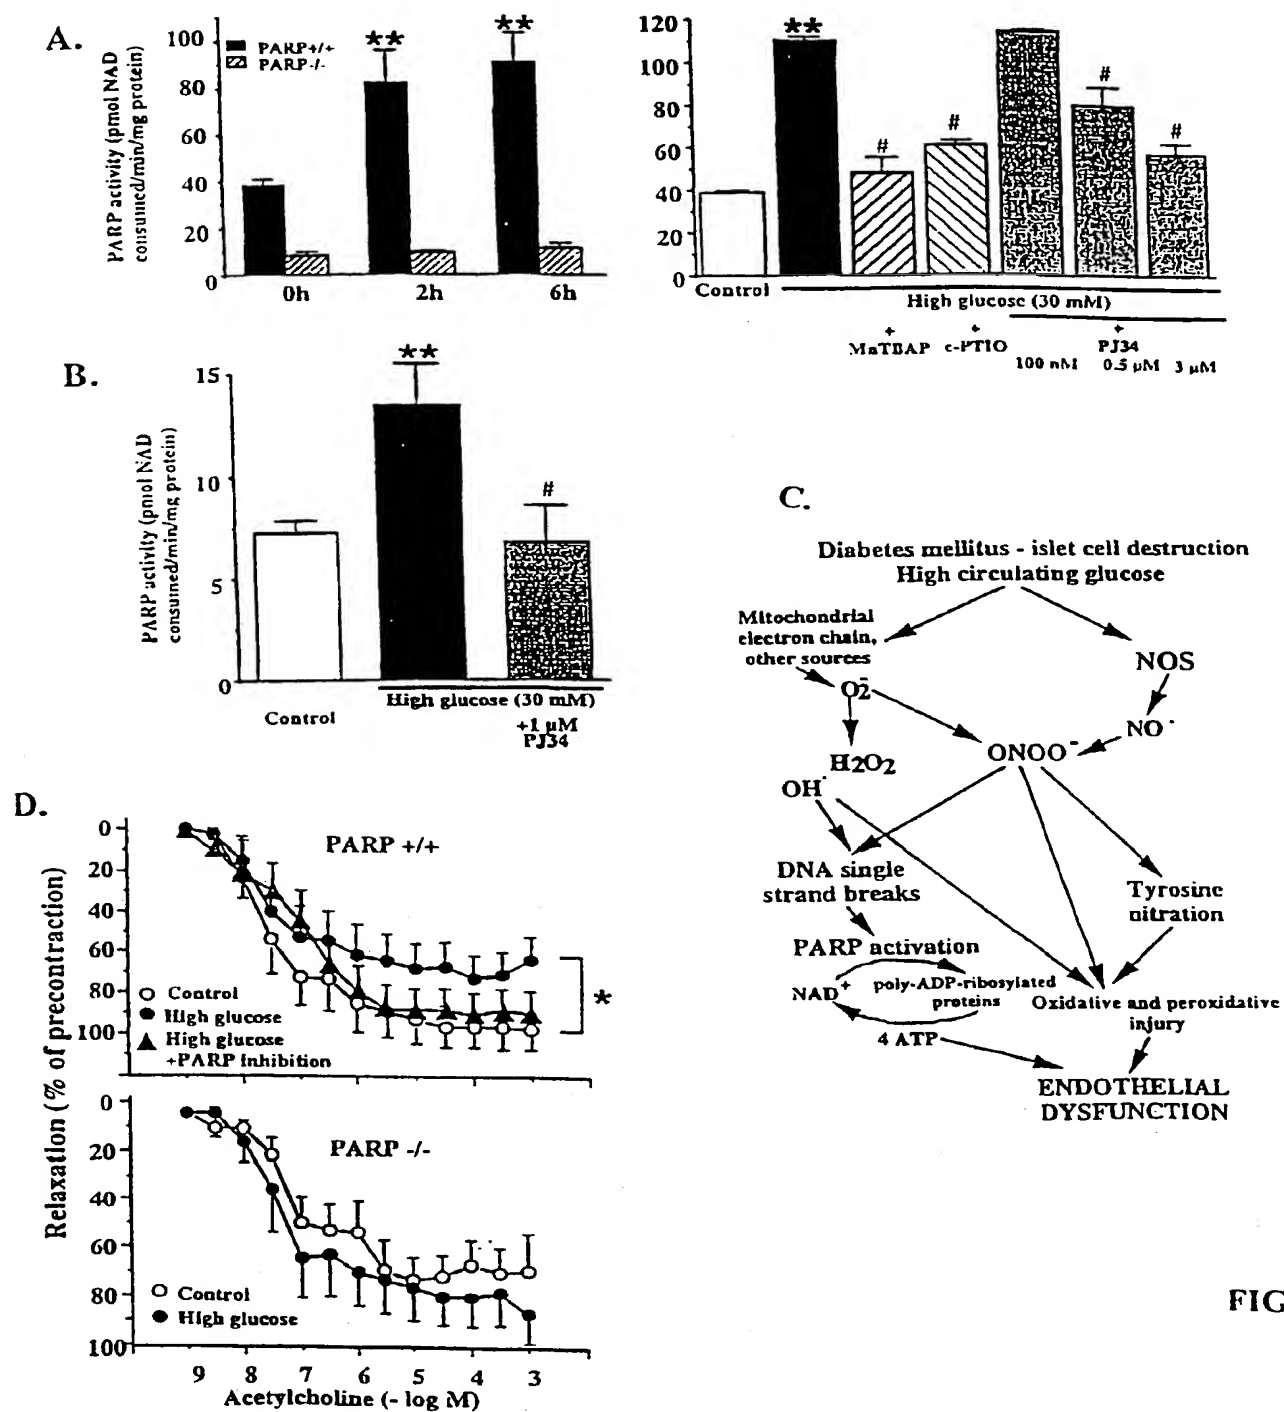 A.
PARP activity (pmol NAD
consumed/min/mg protein)
100
80
60
40
20
0
PARP+/+
PARP-/-
**
**
0h
2h
6h
120
100
80
60
40
20
0
**
#
#
#
#
Control
High glucose (30 mM)
+
MnTBAP
+
c-PTIO
+
PJ34
100 nM
0.5 µM
3 µM
B.
PARP activity (pmol NAD
consumed/min/mg protein)
15
10
5
0
**
#
Control
High glucose (30 mM)
+1 µM
PJ34
C.
Diabetes mellitus - islet cell destruction
High circulating glucose
Mitochondrial
electron chain,
other sources
NOS
O2-
NO·
ONOO-
H2O2
OH·
DNA single
strand breaks
Tyrosine
nitration
PARP activation
NAD+
poly-ADP-ribosylated
proteins
Oxidative and peroxidative
injury
4 ATP
ENDOTHELIAL
DYSFUNCTION
D.
Relaxation (% of precontraction)
0
20
40
60
80
100
PARP +/+
Control
High glucose
High glucose
+PARP inhibition
*
0
20
40
60
80
100
PARP -/-
Control
High glucose
9
8
7
6
5
4
3
Acetylcholine (- log M)
FIG